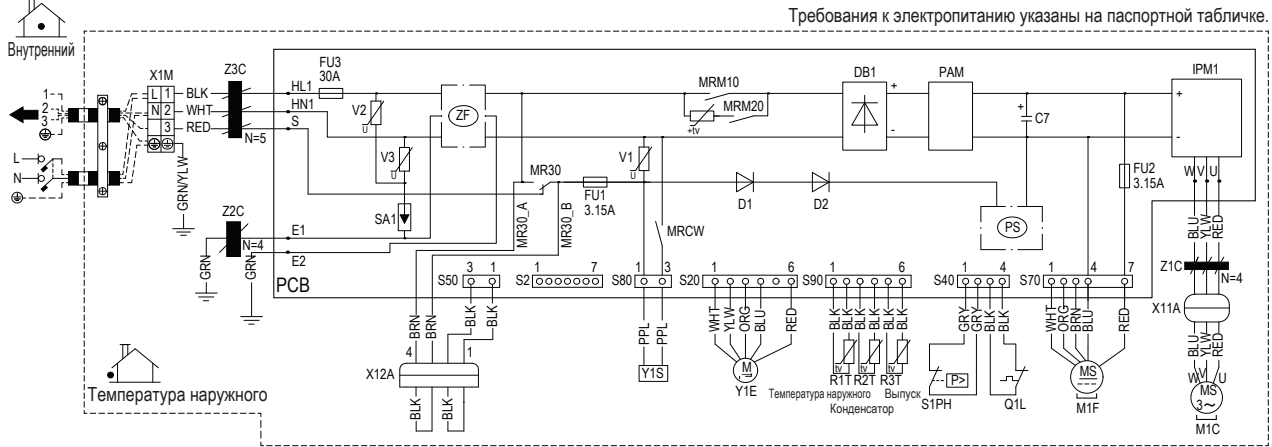 Требования к электропитанию указаны на паспортной табличке.
Внутренний
X1M
Z3C
FU3
30A
MRM10
DB1
PAM
IPM1
1
2
3
L 1 BLK
N 2 WHT
3 RED
N=5
HL1
HN1
S
V2
U
ZF
MRM20
+tv
+
-
+
C7
+
-
L
N
GRN/YLW
V3
U
MR30
V1
U
FU1
3.15A
D1
D2
FU2
3.15A
W V U
SA1
MR30_A
MR30_B
MRCW
PS
BLU
YLW
RED
Z2C
N=4
E1
E2
GRN
GRN
PCB
Z1C
N=4
S50 3 1
S2 1 7
S80 1 3
S20 1 6
S90 1 6
S40 1 4
S70 1 4 7
X11A
BRN
BRN
BLK
BLK
PPL
PPL
WHT
YLW
ORG
BLU
RED
BLK
BLK
BLK
BLK
BLK
BLK
GRY
GRY
BLK
BLK
WHT
ORG
BRN
BLU
RED
BLU
YLW
RED
4 1
X12A
Y1S
M
Y1E
tv
tv
tv
R1T
R2T
R3T
P>
S1PH
Q1L
MS
M1F
W V U
MS
3~
M1C
Температура наружного
Конденсатор
Выпуск
BLK
BLK
Температура наружного